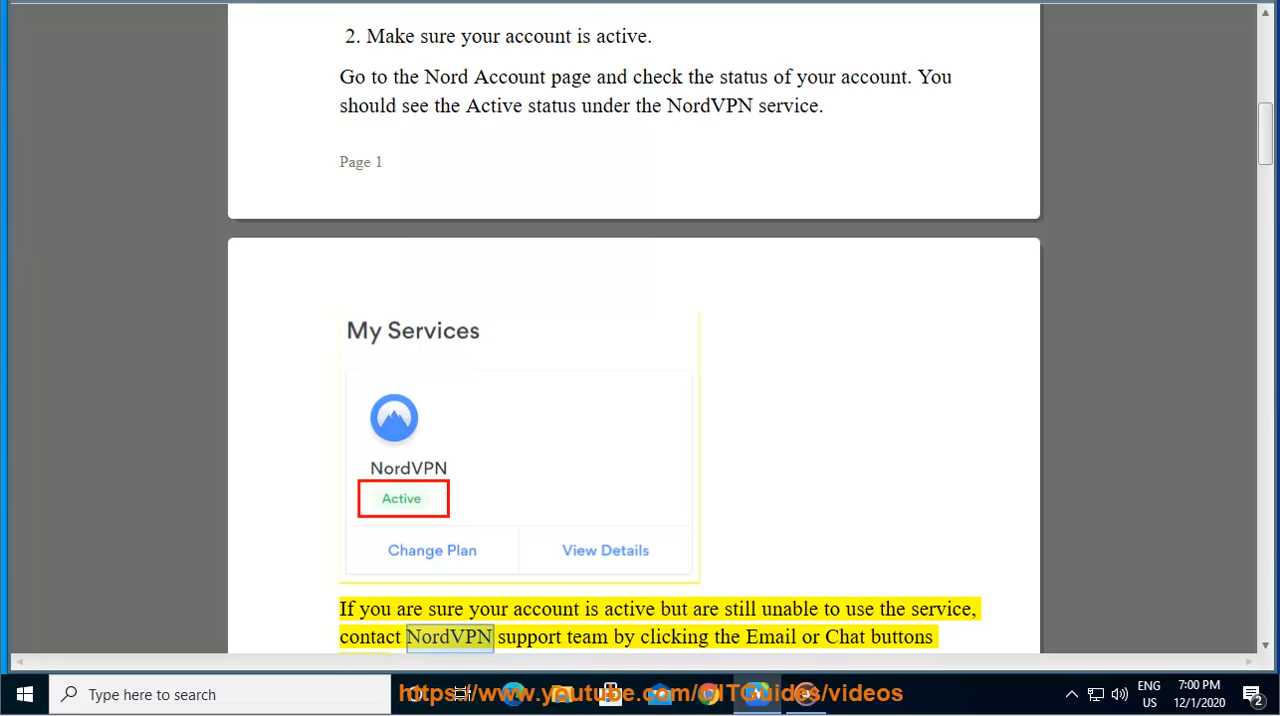 2. Make sure your account is active.
Go to the Nord Account page and check the status of your account. You
should see the Active status under the NordVPN service.
Page 1
My Services
NordVPN
Active
Change Plan View Details
If you are sure your account is active but are still unable to use the service,
contact NordVPN support team by clicking the Email or Chat buttons
Type here to search
https://www.youtube.com/c/ITGuides/videos
ENG
US
7:00 PM
12/1/2020
2